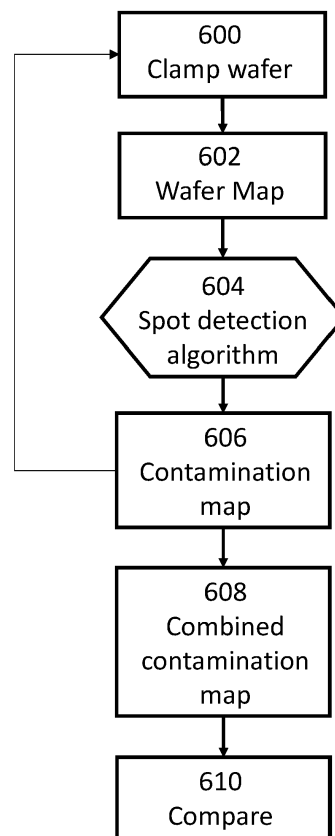 600
Clamp wafer
602
Wafer Map
604
Spot detection
algorithm
606
Contamination
map
608
Combined
contamination
map
610
Compare